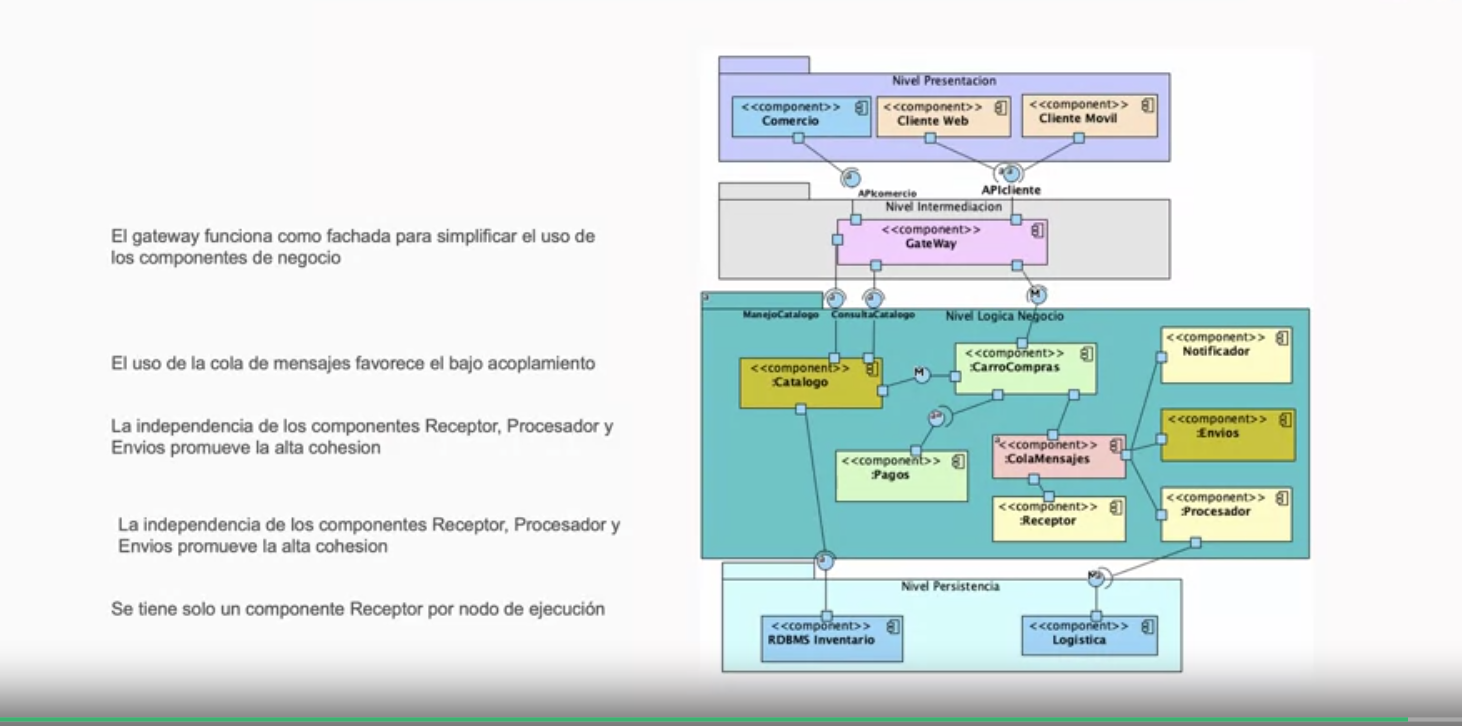 El gateway funciona como fachada para simplificar el uso de
los componentes de negocio
El uso de la cola de mensajes favorece el bajo acoplamiento
La independencia de los componentes Receptor, Procesador y
Envios promueve la alta cohesion
La independencia de los componentes Receptor, Procesador y
Envios promueve la alta cohesion
Se tiene solo un componente Receptor por nodo de ejecución
Nivel Presentacion
<<component>>
Comercio
<<component>>
Cliente Web
<<component>>
Cliente Movil
APIcomercio
APIcliente
Nivel Intermediacion
<<component>>
GateWay
ManejoCatalogo
ConsultaCatalogo
Nivel Logica Negocio
<<component>>
:Catalogo
M
M
<<component>>
:CarroCompras
<<component>>
Notificador
<<component>>
:Envios
<<component>>
:ColaMensajes
<<component>>
:Pagos
<<component>>
:Receptor
<<component>>
:Procesador
Nivel Persistencia
<<component>>
RDBMS Inventario
<<component>>
Logistica